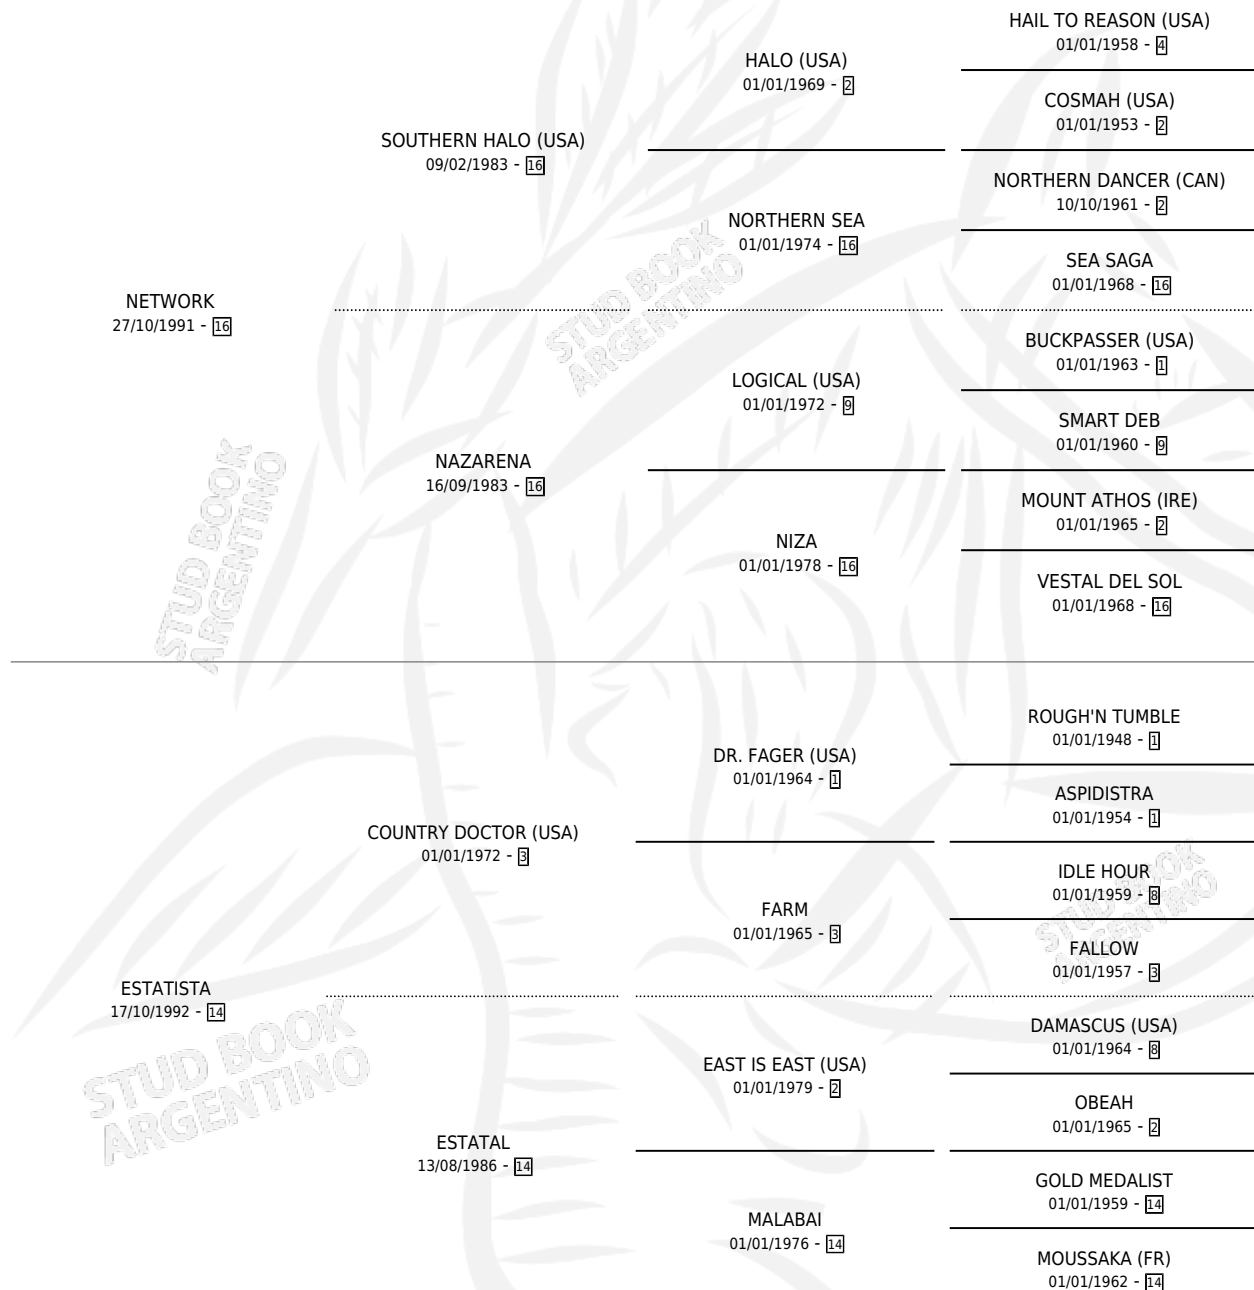 HAIL TO REASON (USA)
01/01/1958 - 4
HALO (USA)
01/01/1969 - 2
COSMAH (USA)
01/01/1953 - 2
SOUTHERN HALO (USA)
09/02/1983 - 16
NORTHERN DANCER (CAN)
10/10/1961 - 2
NORTHERN SEA
01/01/1974 - 16
SEA SAGA
01/01/1968 - 16
NETWORK
27/10/1991 - 16
BUCKPASSER (USA)
01/01/1963 - 1
LOGICAL (USA)
01/01/1972 - 9
SMART DEB
01/01/1960 - 9
NAZARENA
16/09/1983 - 16
MOUNT ATHOS (IRE)
01/01/1965 - 2
NIZA
01/01/1978 - 16
VESTAL DEL SOL
01/01/1968 - 16
ROUGH'N TUMBLE
01/01/1948 - 1
DR. FAGER (USA)
01/01/1964 - 1
ASPIDISTRA
01/01/1954 - 1
COUNTRY DOCTOR (USA)
01/01/1972 - 3
IDLE HOUR
01/01/1959 - 8
FARM
01/01/1965 - 3
FALLOW
01/01/1957 - 3
ESTATISTA
17/10/1992 - 14
DAMASCUS (USA)
01/01/1964 - 8
EAST IS EAST (USA)
01/01/1979 - 2
OBEAH
01/01/1965 - 2
ESTATAL
13/08/1986 - 14
GOLD MEDALIST
01/01/1959 - 14
MALABAI
01/01/1976 - 14
MOUSSAKA (FR)
01/01/1962 - 14
STUD BOOK
ARGENTINO
STUD BOOK
ARGENTINO
STUD BOOK
ARGENTINO
STUD BOOK
ARGENTINO